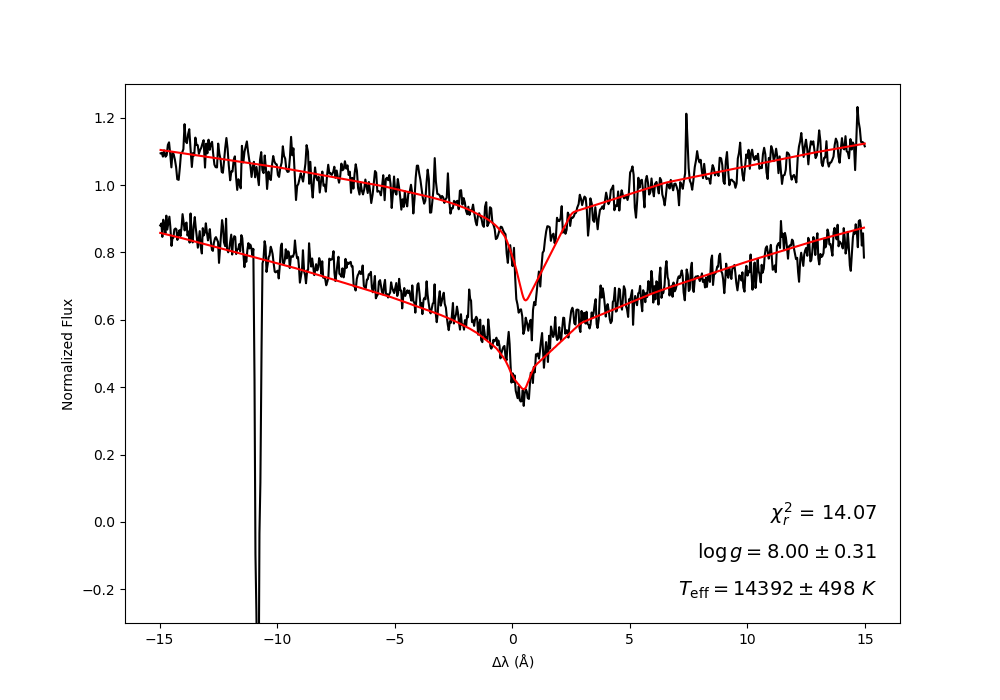 1.2
1.0
0.8
0.6
0.4
0.2
0.0
−0.2
Normalized Flux
χ²ᵣ = 14.07
log g = 8.00 ± 0.31
T_eff = 14392 ± 498 K
−15 −10 −5 0 5 10 15
Δλ (Å)